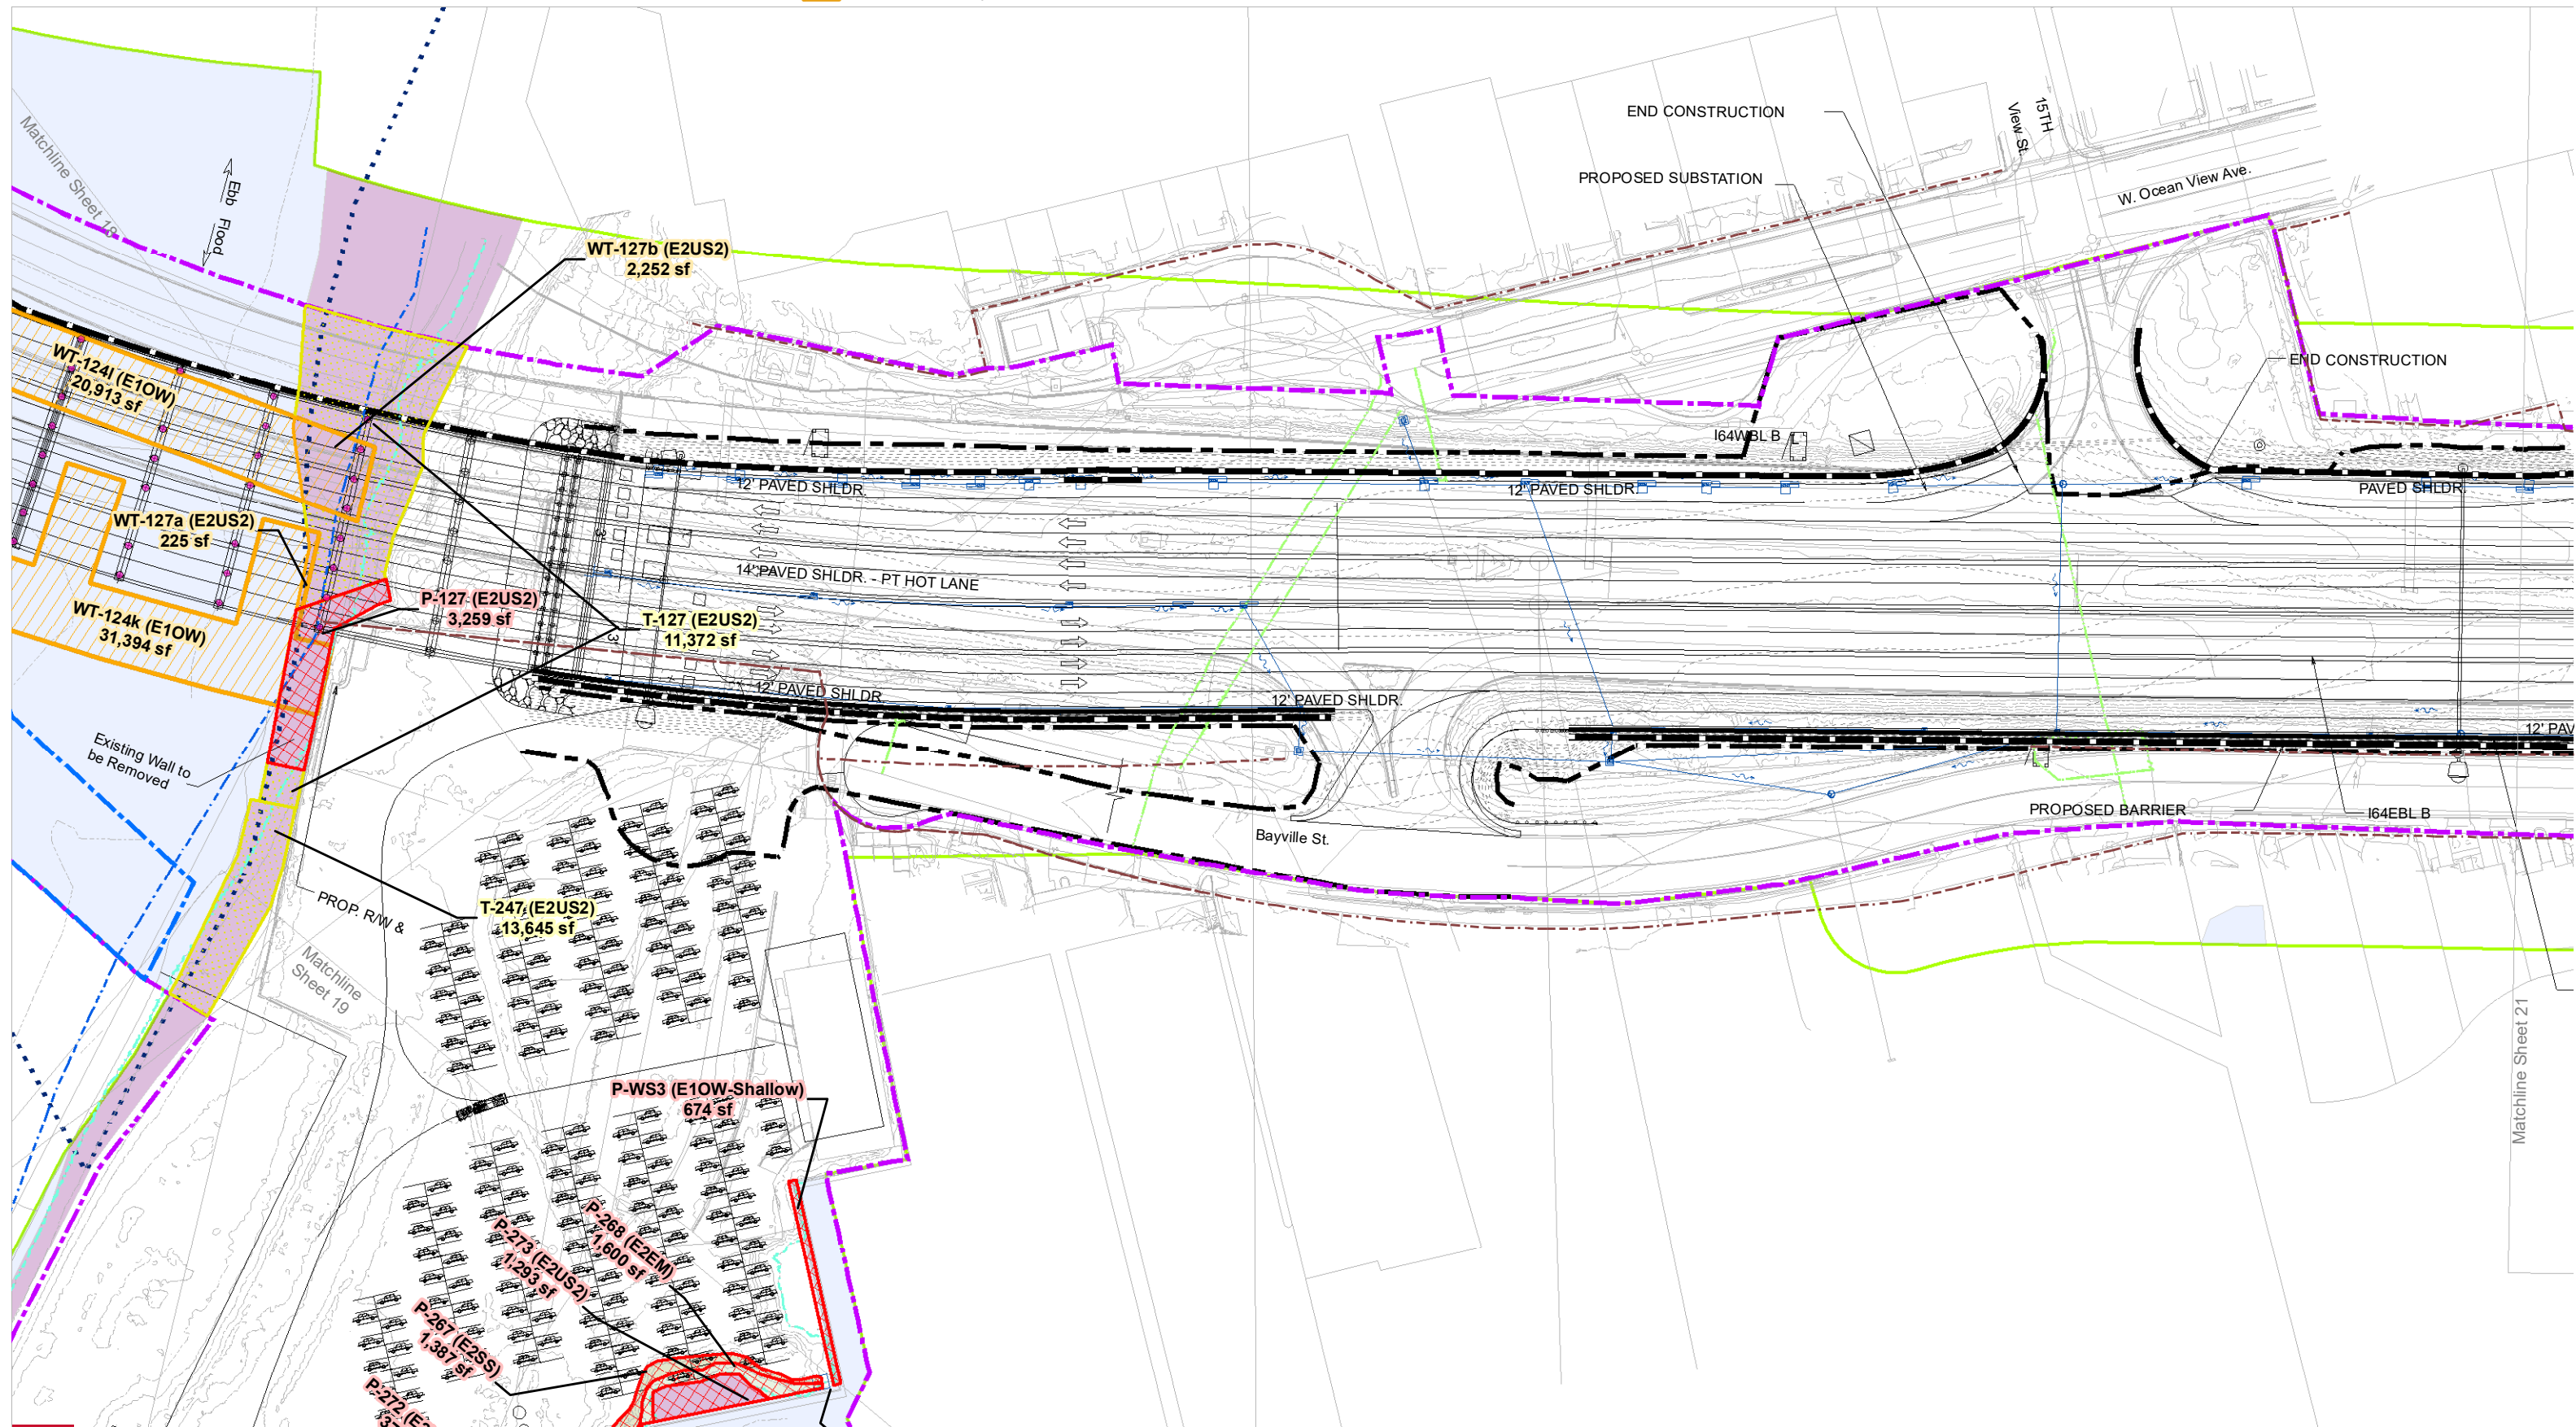 Matchline Sheet 18
Ebb
Flood
WT-127b (E2US2)
2,252 sf
END CONSTRUCTION
PROPOSED SUBSTATION
View St.
15TH
W. Ocean View Ave.
END CONSTRUCTION
WT-124l (E1OW)
20,913 sf
I64WBL B
12' PAVED SHLDR.
12' PAVED SHLDR.
PAVED SHLDR.
WT-127a (E2US2)
225 sf
14' PAVED SHLDR. - PT HOT LANE
P-127 (E2US2)
3,259 sf
T-127 (E2US2)
11,372 sf
WT-124k (E1OW)
31,394 sf
12' PAVED SHLDR
12' PAVED SHLDR.
12' PAV
Existing Wall to
be Removed
PROPOSED BARRIER
I64EBL B
Bayville St.
PROP. R/W &
T-247 (E2US2)
13,645 sf
Matchline
Sheet 19
Matchline Sheet 21
P-WS3 (E1OW-Shallow)
674 sf
P-268 (E2EM)
1,600 sf
P-273 (E2US2)
1,293 sf
P-267 (E2SS)
1,387 sf
P-272 (E2